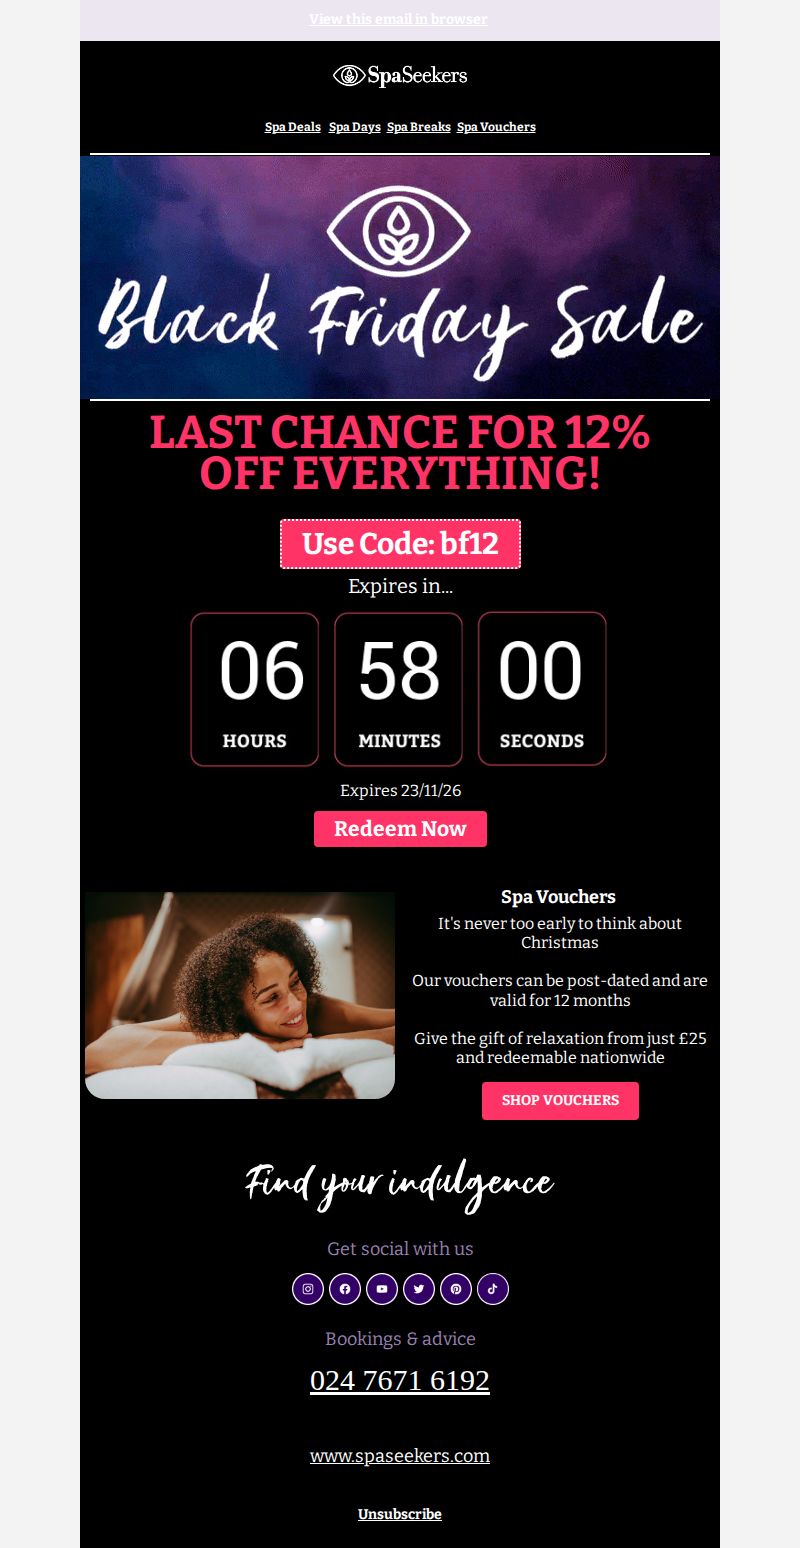 View this email in browser
SpaSeekers
Spa Deals Spa Days Spa Breaks Spa Vouchers
Black Friday Sale
LAST CHANCE FOR 12%
OFF EVERYTHING!
Use Code: bf12
Expires in...
06 58 00
HOURS MINUTES SECONDS
Expires 23/11/26
Redeem Now
Spa Vouchers
It's never too early to think about
Christmas
Our vouchers can be post-dated and are
valid for 12 months
Give the gift of relaxation from just £25
and redeemable nationwide
SHOP VOUCHERS
Find your indulgence
Get social with us
Bookings & advice
024 7671 6192
www.spaseekers.com
Unsubscribe